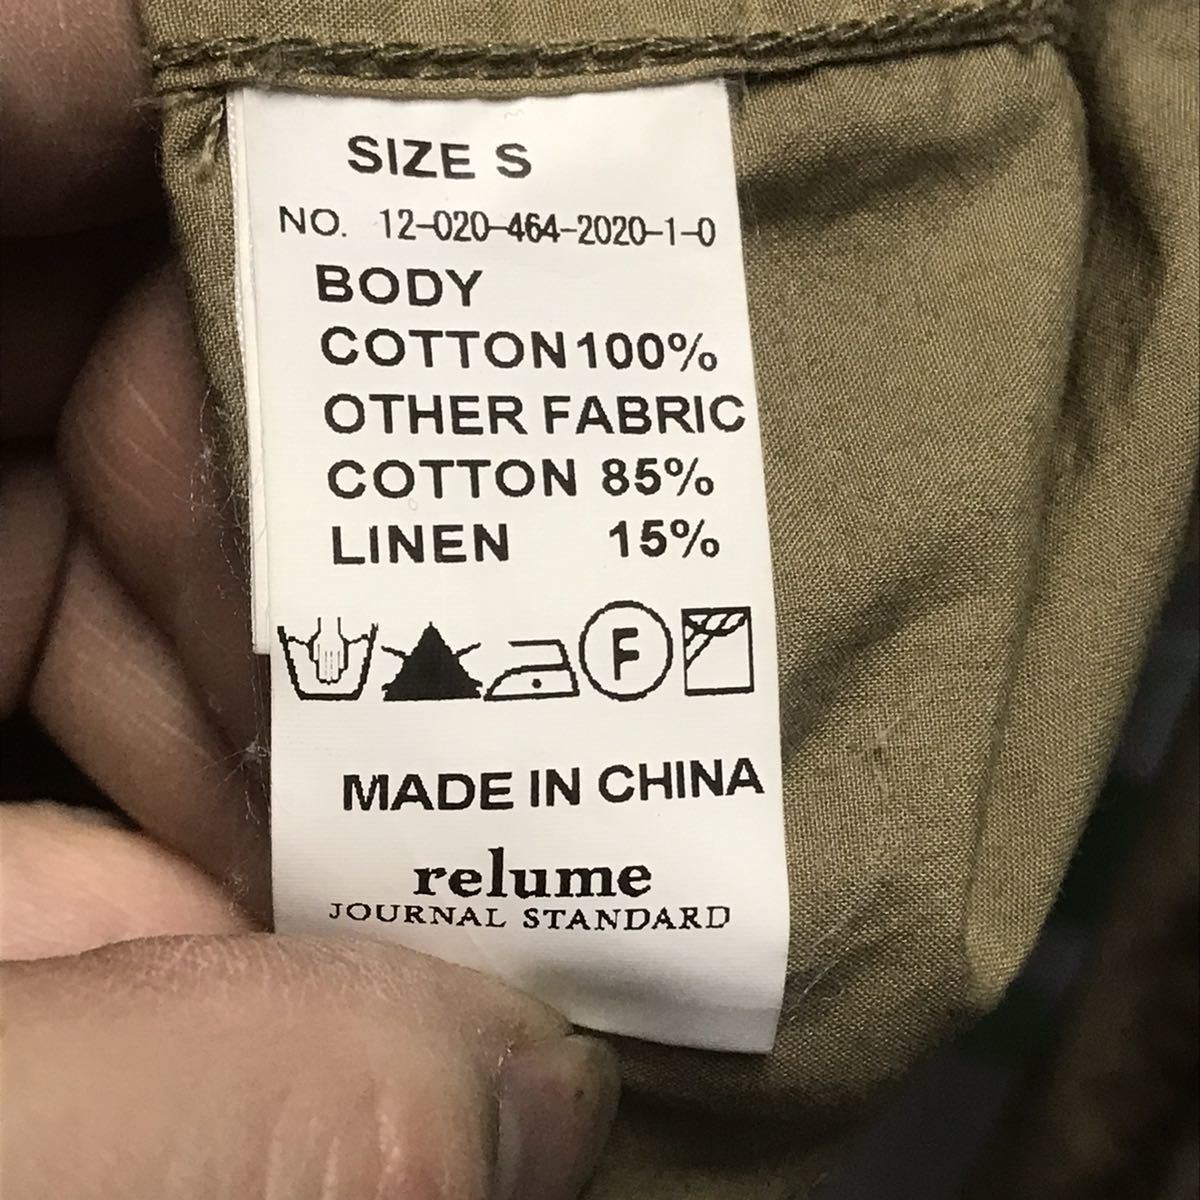 SIZE S
NO. 12-020-464-2020-1-0
BODY
COTTON 100%
OTHER FABRIC
COTTON 85%
LINEN 15%
F
MADE IN CHINA
relume
JOURNAL STANDARD